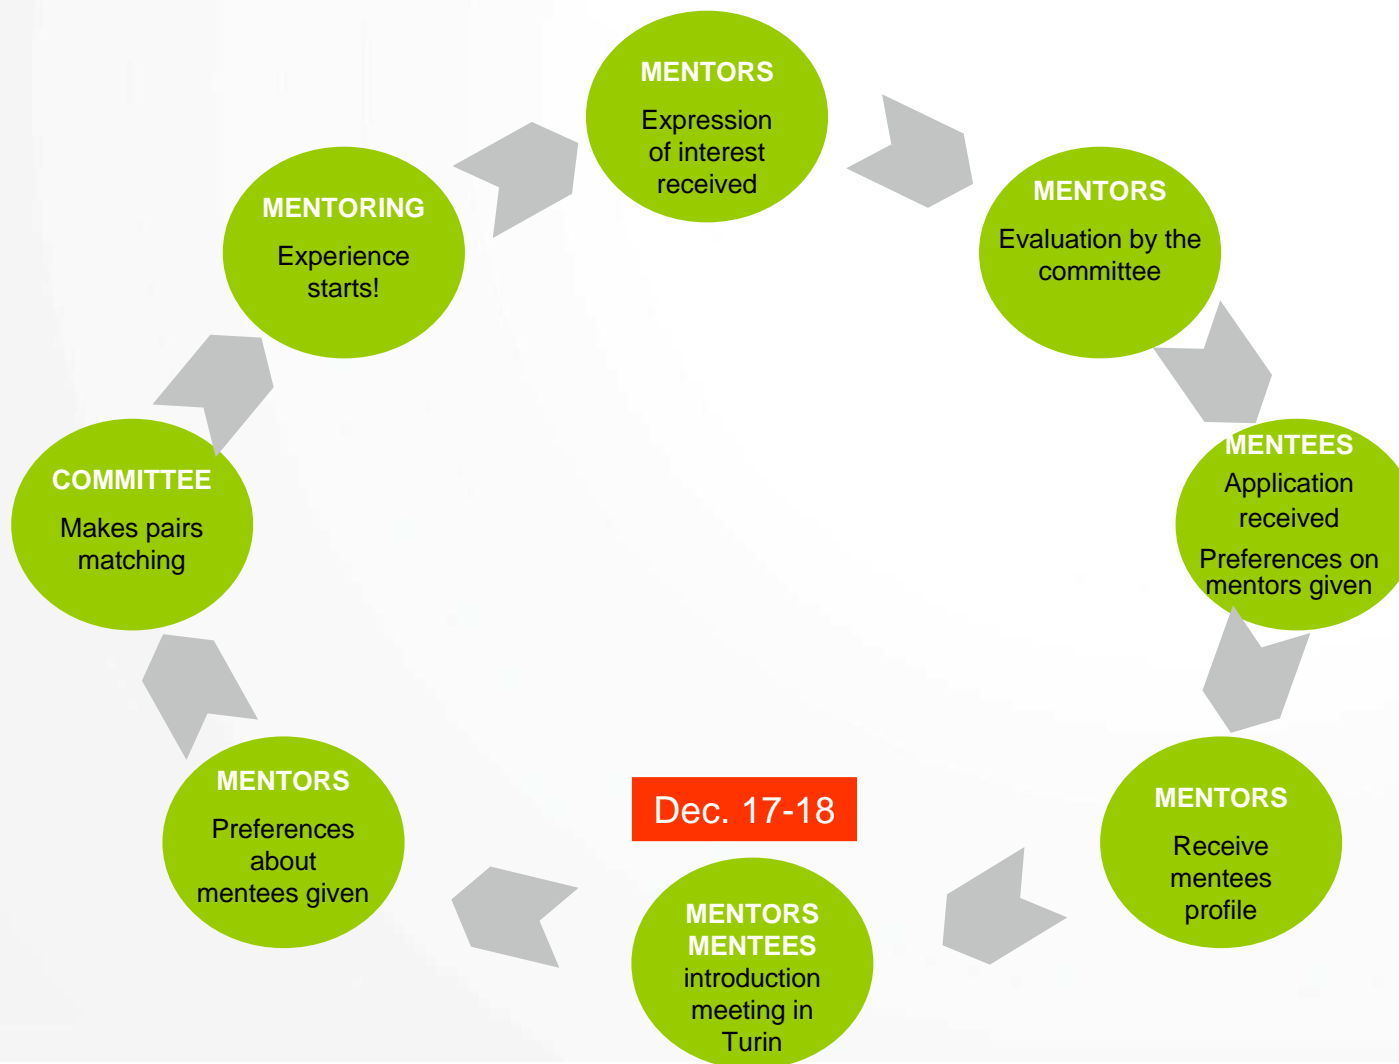 MENTORS
Expression
of interest
received
MENTORS
Evaluation by the
committee
MENTEES
Application
received
Preferences on
mentors given
MENTORS
Receive
mentees
profile
Dec. 17-18
MENTORS
MENTEES
introduction
meeting in
Turin
MENTORS
Preferences
about
mentees given
COMMITTEE
Makes pairs
matching
MENTORING
Experience
starts!